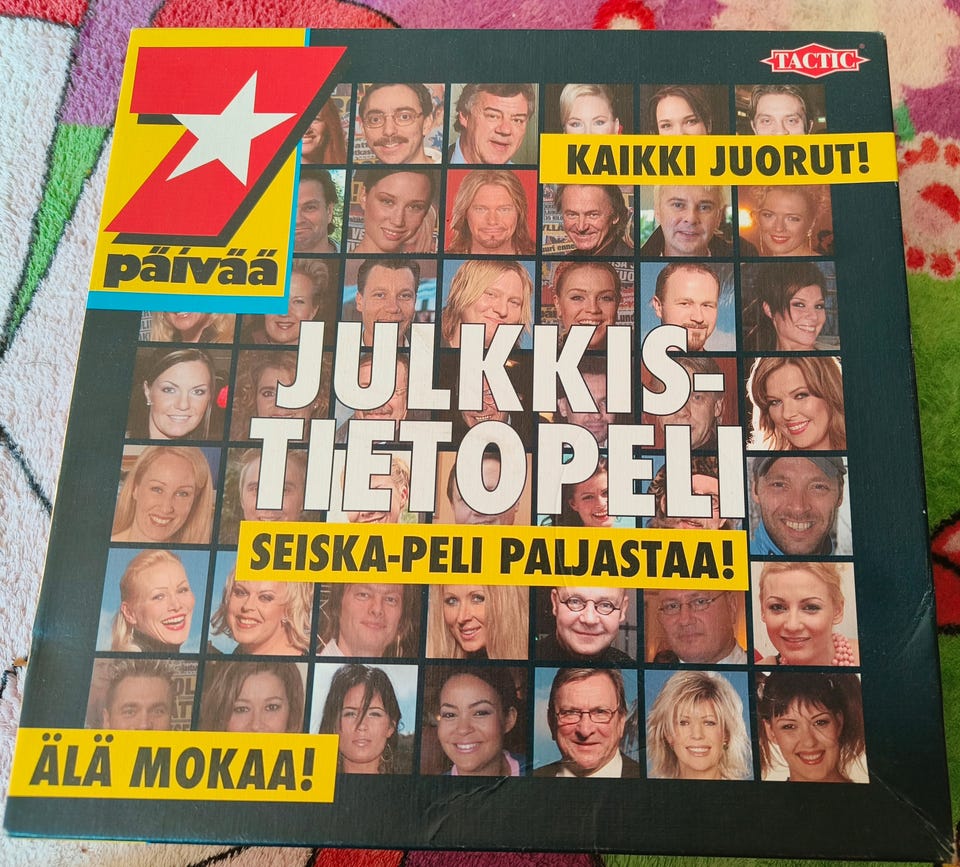 7
päivää
TACTIC®
KAIKKI JUORUT!
JULKKIS-
TIETOPELI
SEISKA-PELI PALJASTAA!
ÄLÄ MOKAA!